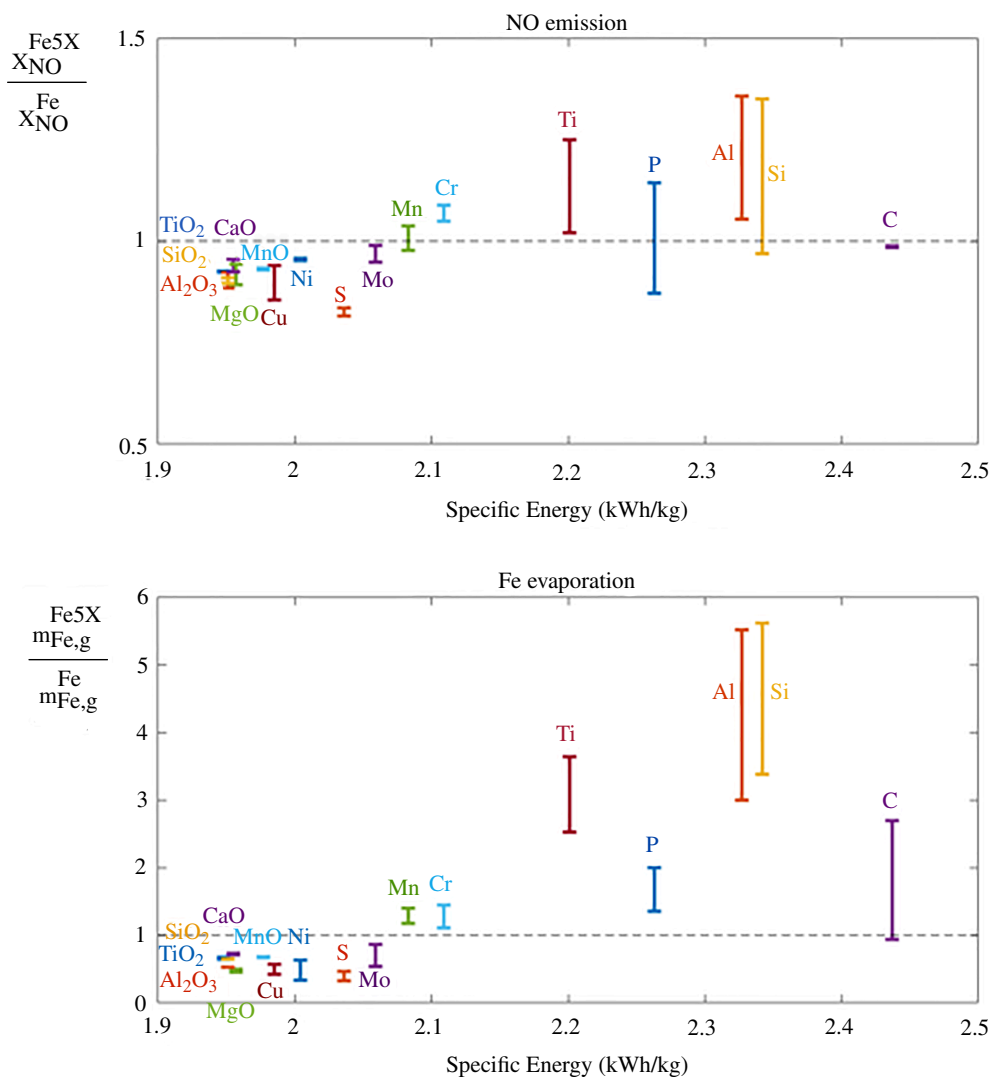 NO emission
X_NO^Fe5X
X_NO^Fe
1.5
1
0.5
TiO₂ CaO
SiO₂ MnO
Al₂O₃ Ni
MgO Cu
S
Mo
Mn
Cr
Ti
P
Al
Si
C
1.9 2 2.1 2.2 2.3 2.4 2.5
Specific Energy (kWh/kg)
Fe evaporation
m_Fe,g^Fe5X
m_Fe,g^Fe
6
5
4
3
2
1
0
CaO
SiO₂ MnO Ni
TiO₂
Al₂O₃ Cu
MgO
S
Mo
Mn
Cr
Ti
P
Al
Si
C
1.9 2 2.1 2.2 2.3 2.4 2.5
Specific Energy (kWh/kg)